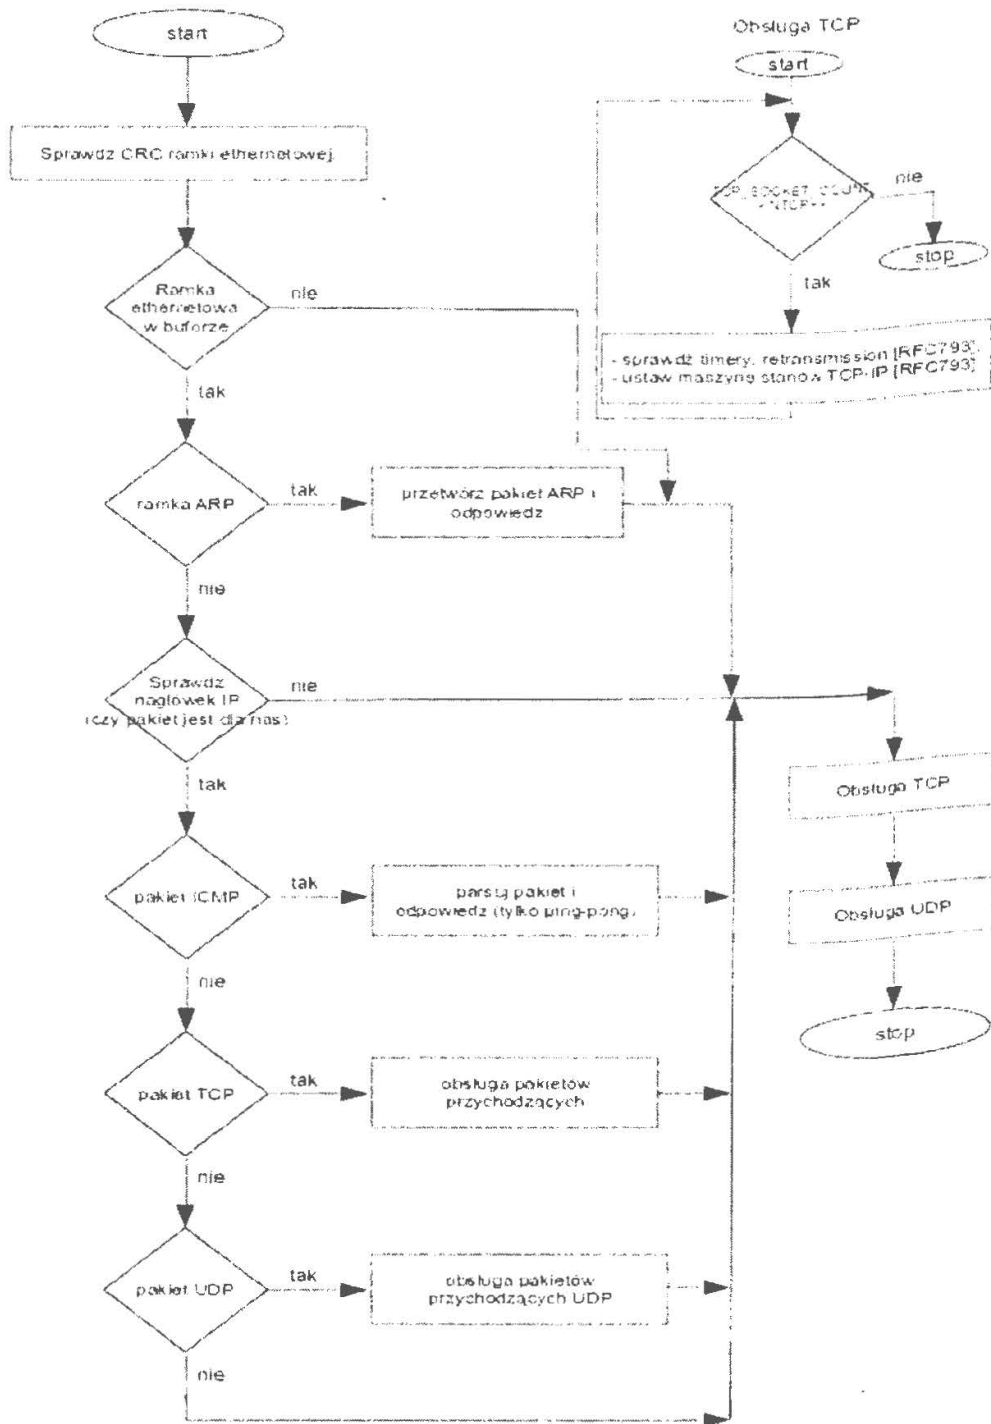 start
Sprawdz CRC ramki ethernetowej.
Ramka
ethernetowa
w buforze
nie
tak
ramka ARP
tak
przetwórz pakiet ARP i
odpowiedz
nie
Sprawdz
nagłówek IP
(czy pakiet jest dla nas)
nie
tak
pakiet ICMP
tak
parsuj pakiet i
odpowiedz (tylko ping-pong)
nie
pakiet TCP
tak
obsługa pakietów
przychodzących
nie
pakiet UDP
tak
obsługa pakietów
przychodzących UDP
nie
Obsługa TCP
start
TCP_SOCKET_COUNT
nie
stop
tak
- sprawdź timery, retransmission [RFC793],
- ustaw maszynę stanów TCP-IP [RFC793]
Obsługa TCP
Obsługa UDP
stop